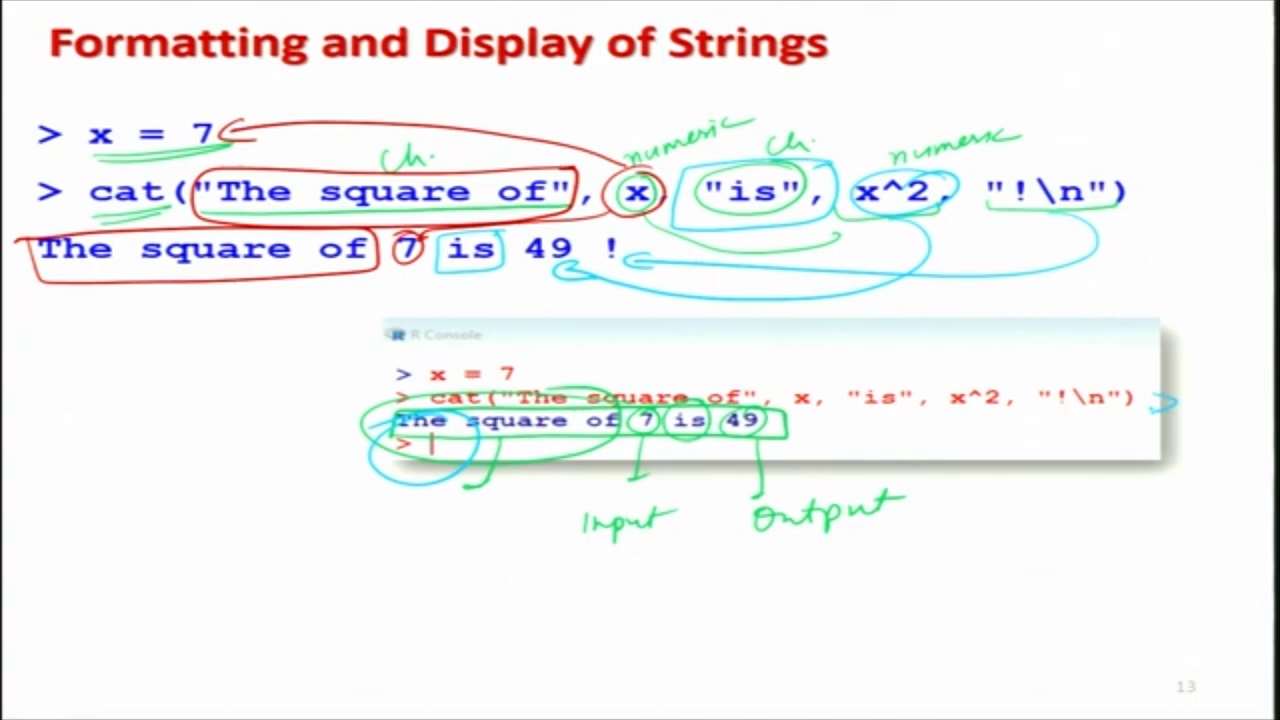 Formatting and Display of Strings
> x = 7
ch. numeric ch. numeric
> cat("The square of", x, "is", x^2, "!\n")
The square of 7 is 49 !
R R Console
> x = 7
> cat("The square of", x, "is", x^2, "!\n")
The square of 7 is 49
>
Input Output
13